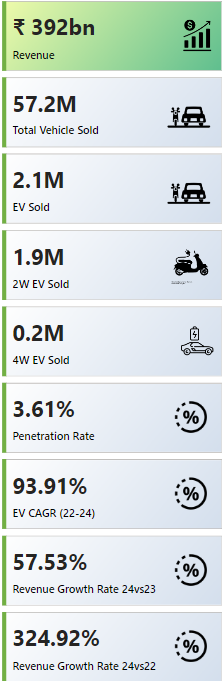 ₹ 392bn
Revenue
57.2M
Total Vehicle Sold
2.1M
EV Sold
1.9M
2W EV Sold
0.2M
4W EV Sold
3.61%
Penetration Rate
93.91%
EV CAGR (22-24)
57.53%
Revenue Growth Rate 24vs23
324.92%
Revenue Growth Rate 24vs22